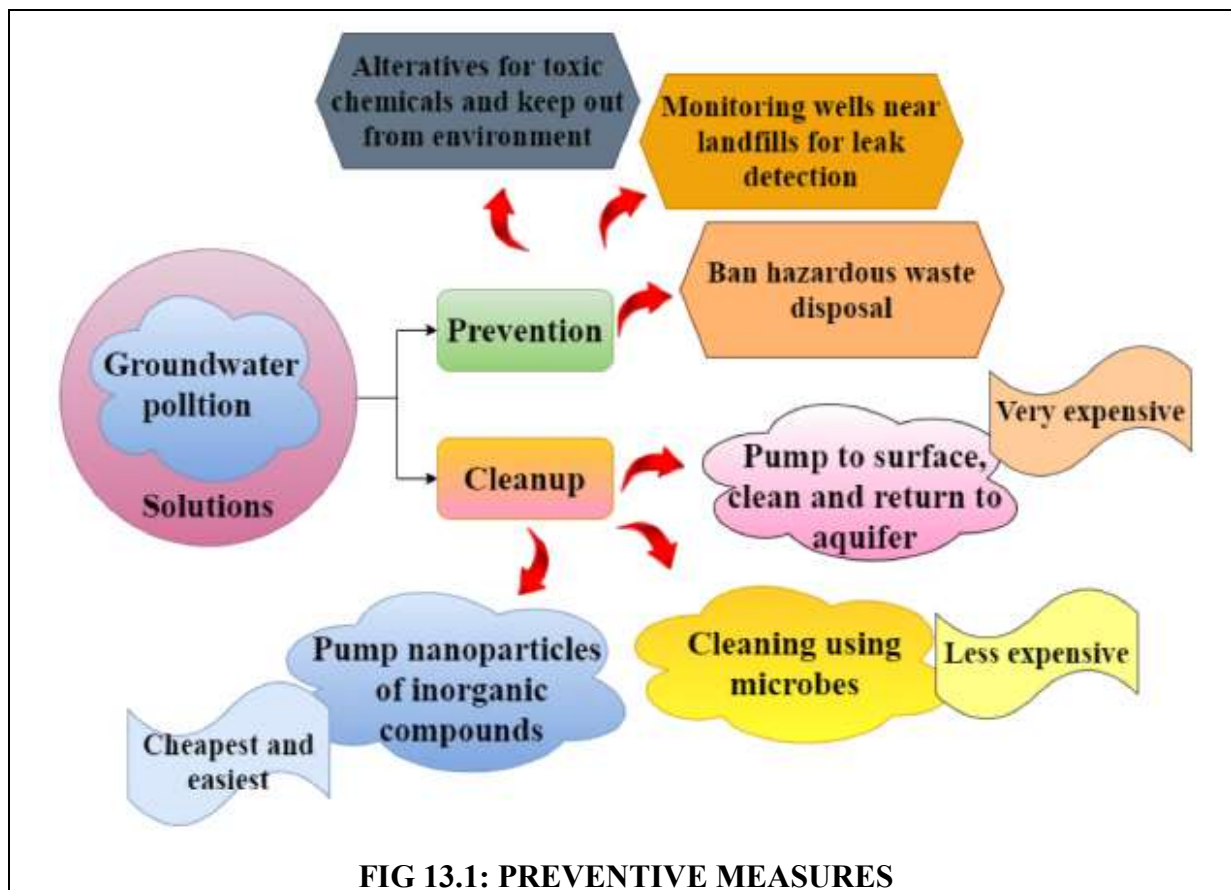 Alteratives for toxic
chemicals and keep out
from environment
Monitoring wells near
landfills for leak
detection
Ban hazardous waste
disposal
Groundwater
polltion
Solutions
Prevention
Cleanup
Very expensive
Pump to surface,
clean and return to
aquifer
Pump nanoparticles
of inorganic
compounds
Cleaning using
microbes
Less expensive
Cheapest and
easiest
FIG 13.1: PREVENTIVE MEASURES